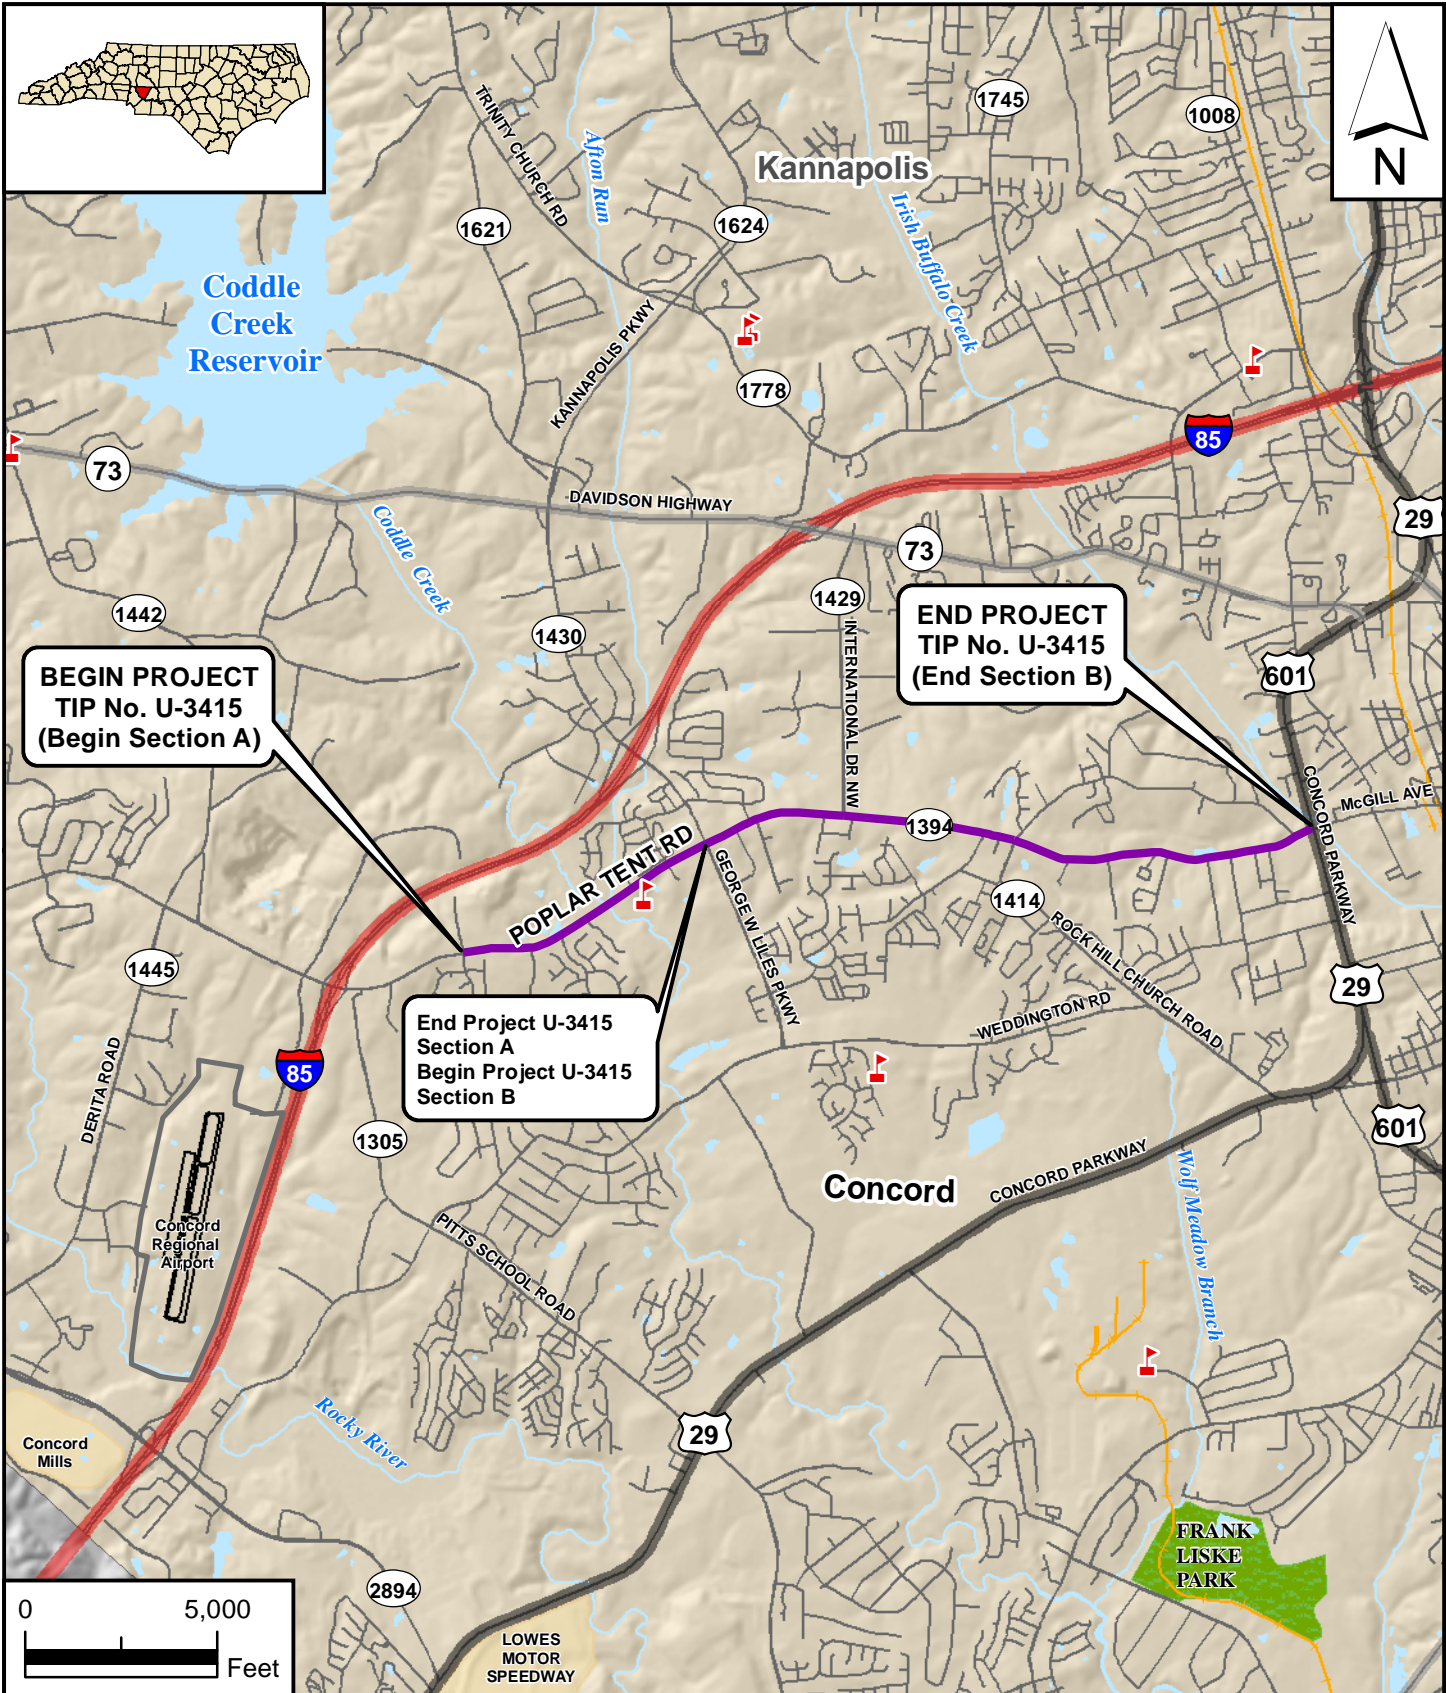 N
TRINITY CHURCH RD
Afton Run
1745
1008
Kannapolis
Irish Buffalo Creek
1621
1624
Coddle
Creek
Reservoir
KANNAPOLIS PKWY
1778
85
73
DAVIDSON HIGHWAY
29
Coddle Creek
73
1442
1430
1429
INTERNATIONAL DR NW
END PROJECT
TIP No. U-3415
(End Section B)
601
BEGIN PROJECT
TIP No. U-3415
(Begin Section A)
CONCORD PARKWAY
McGILL AVE
1394
POPLAR TENT RD
GEORGE W LILES PKWY
1414
ROCK HILL CHURCH ROAD
1445
29
End Project U-3415
Section A
Begin Project U-3415
Section B
WEDDINGTON RD
DERITA ROAD
85
1305
601
Concord
CONCORD PARKWAY
Wolf Meadow Branch
Concord
Regional
Airport
PITTS SCHOOL ROAD
Rocky River
Concord
Mills
29
FRANK
LISKE
PARK
2894
0 5,000
Feet
LOWES
MOTOR
SPEEDWAY